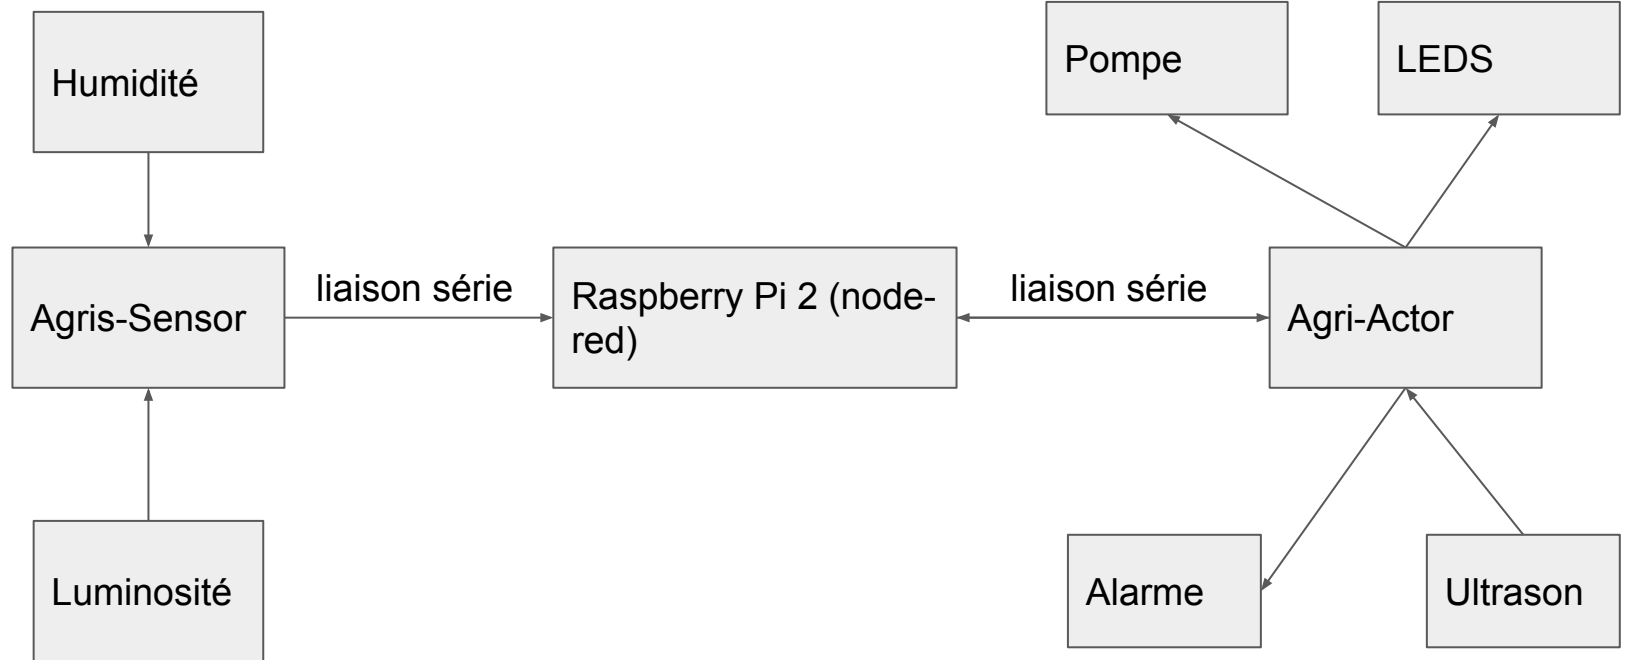 Pompe
LEDS
Humidité
liaison série
liaison série
Agris-Sensor
Raspberry Pi 2 (node-
red)
Agri-Actor
Luminosité
Alarme
Ultrason